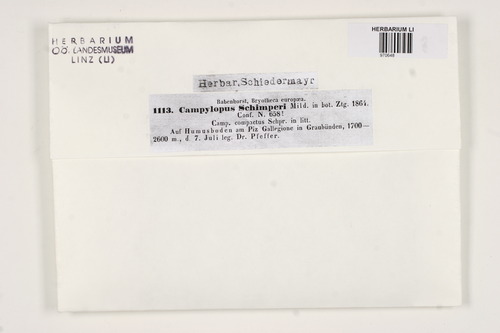 HERBARIUM
OÖ. LANDESMUSEUM
LINZ (LI)
HERBARIUM LI
Herbar, Schiedermayr
Rabenhorst, Bryotheca europaea.
1113. Campylopus Schimperi Mild. in bot. Ztg. 1864.
Conf. N. 658!
Camp. compactus Schpr. in litt.
Auf Humusboden am Piz Gallegione in Graubünden, 1700—
2600 m., d. 7. Juli leg. Dr. Pfeffer.